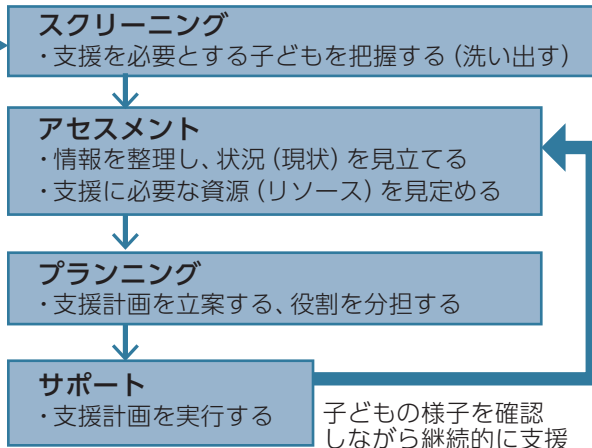 スクリーニング
・支援を必要とする子どもを把握する（洗い出す）
アセスメント
・情報を整理し、状況（現状）を見立てる
・支援に必要な資源（リソース）を見定める
プランニング
・支援計画を立案する、役割を分担する
サポート
・支援計画を実行する
子どもの様子を確認
しながら継続的に支援